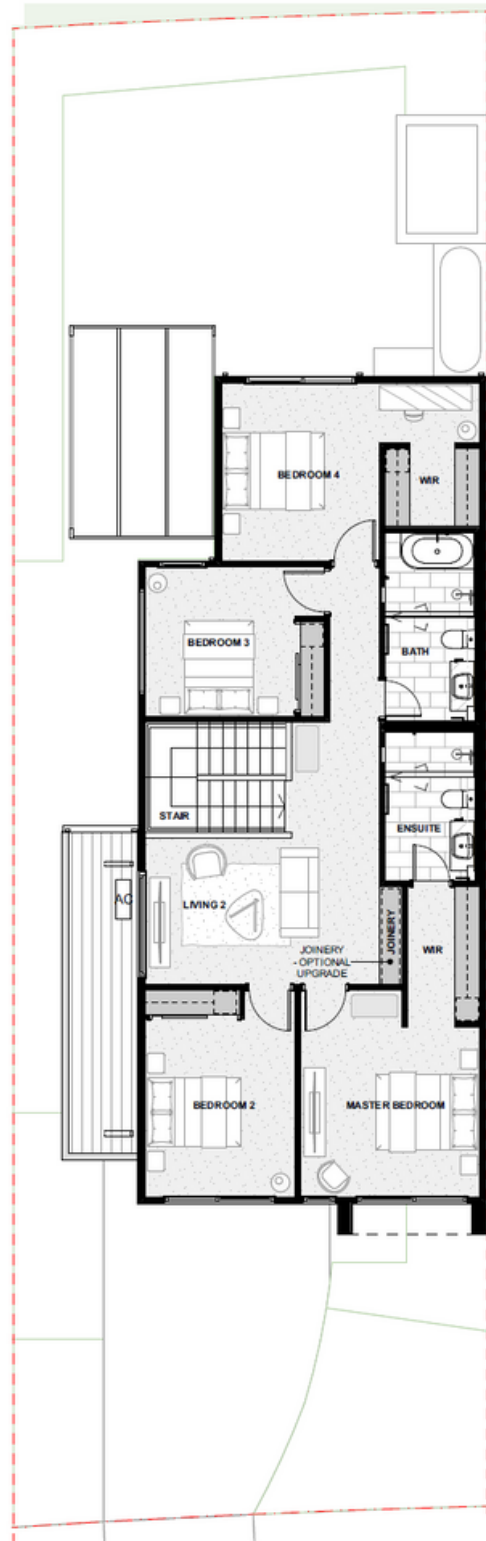 BEDROOM 4
WIR
BEDROOM 3
BATH
STAIR
ENSUITE
AC
LIVING 2
JOINERY
- OPTIONAL
UPGRADE
JOINERY
WIR
BEDROOM 2
MASTER BEDROOM